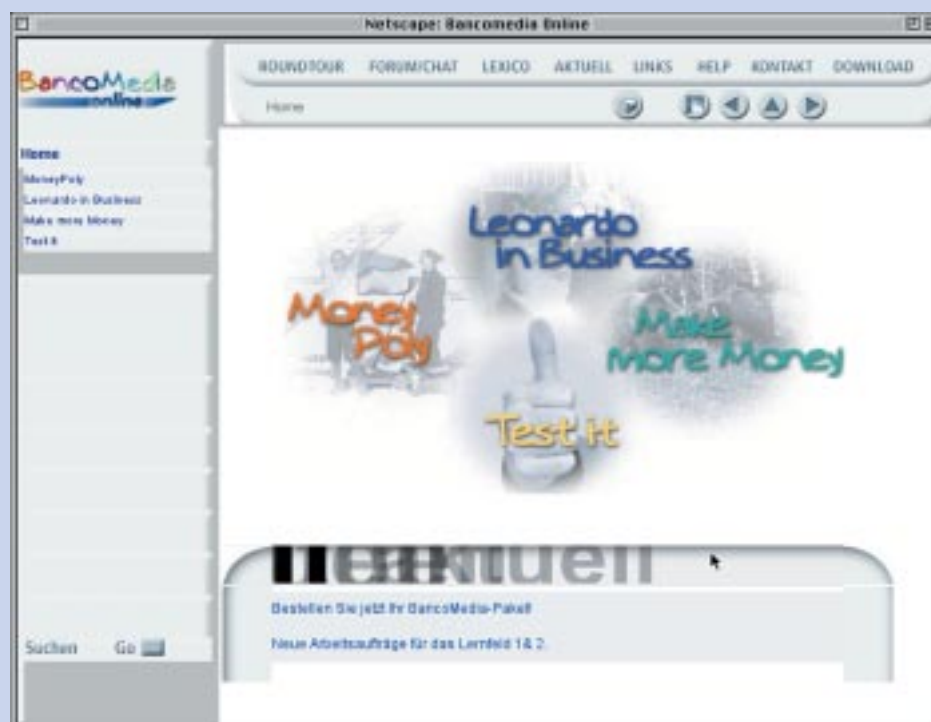 Netscape: Bancomedia Online
BancoMedia
online
ROUNDTOUR FORUM/CHAT LEXICO AKTUELL LINKS HELP KONTAKT DOWNLOAD
Home
Home
MoneyPoly
Leonardo in Business
Make more Money
Test it
Leonardo
in Business
Money
Poly
Make
more Money
Test it
aktuell
Bestellen Sie jetzt Ihr BancoMedia-Paket!
Neue Arbeitsaufträge für das Lernfeld 1& 2.
Suchen Go